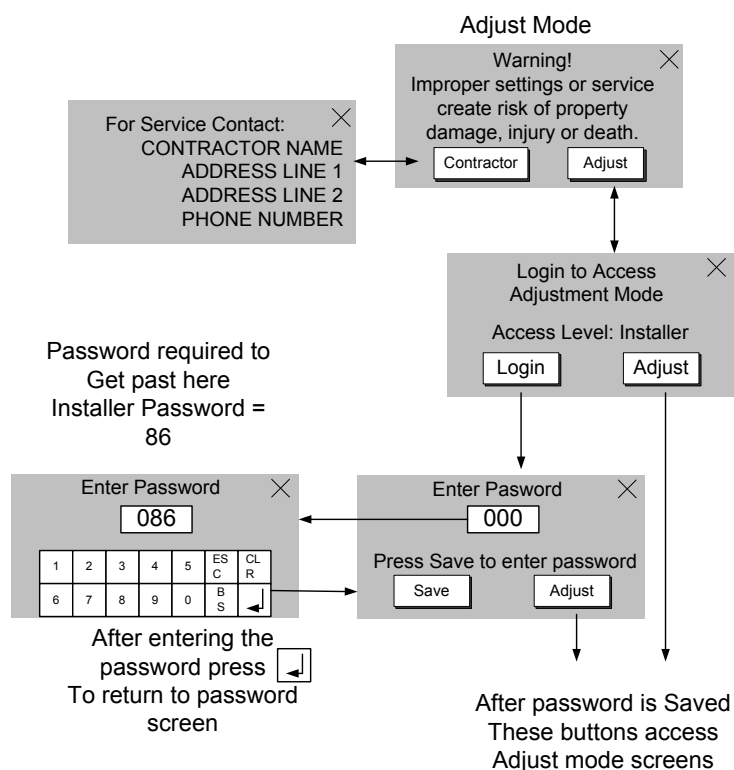 Adjust Mode
Warning!
Improper settings or service
create risk of property
damage, injury or death.
Contractor
Adjust
For Service Contact:
CONTRACTOR NAME
ADDRESS LINE 1
ADDRESS LINE 2
PHONE NUMBER
Login to Access
Adjustment Mode
Access Level: Installer
Login
Adjust
Password required to
Get past here
Installer Password =
86
Enter Password
086
1 2 3 4 5 ES
C CL
R
6 7 8 9 0 B
S
Enter Pasword
000
Press Save to enter password
Save
Adjust
After entering the
password press
To return to password
screen
After password is Saved
These buttons access
Adjust mode screens